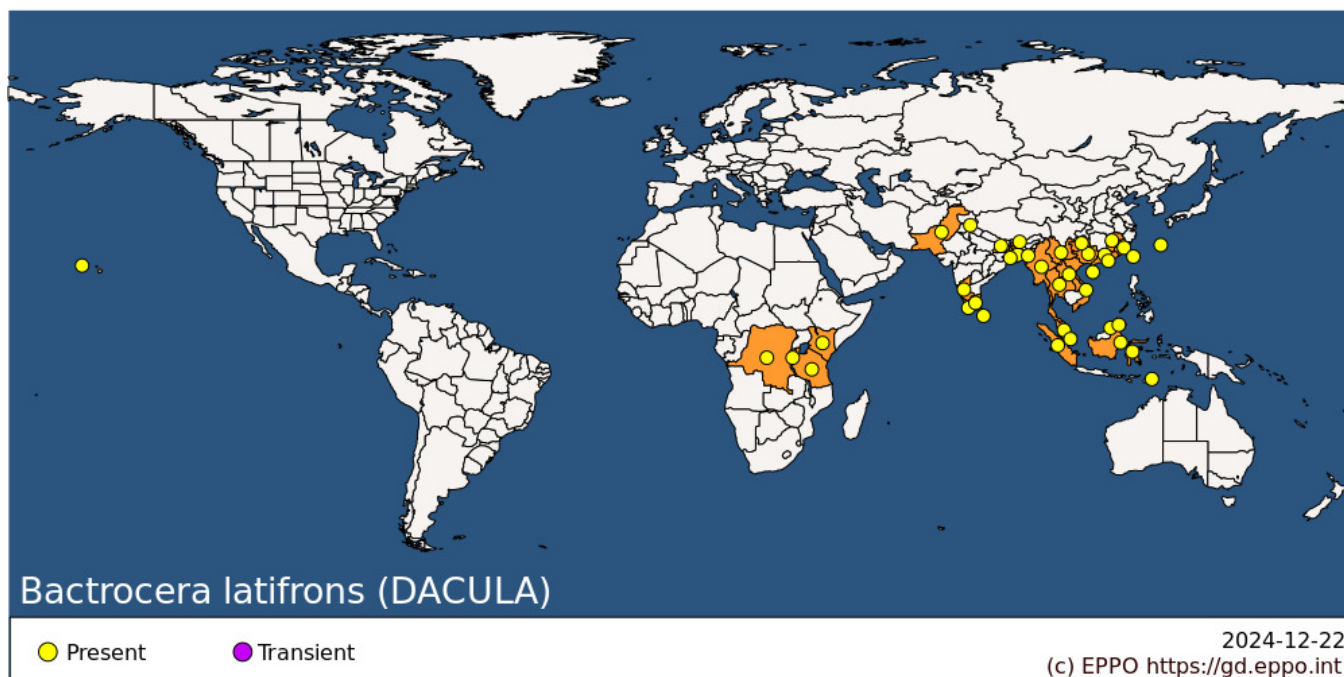 Bactrocera latifrons (DACULA)
Present
Transient
2024-12-22
(c) EPPO https://gd.eppo.int